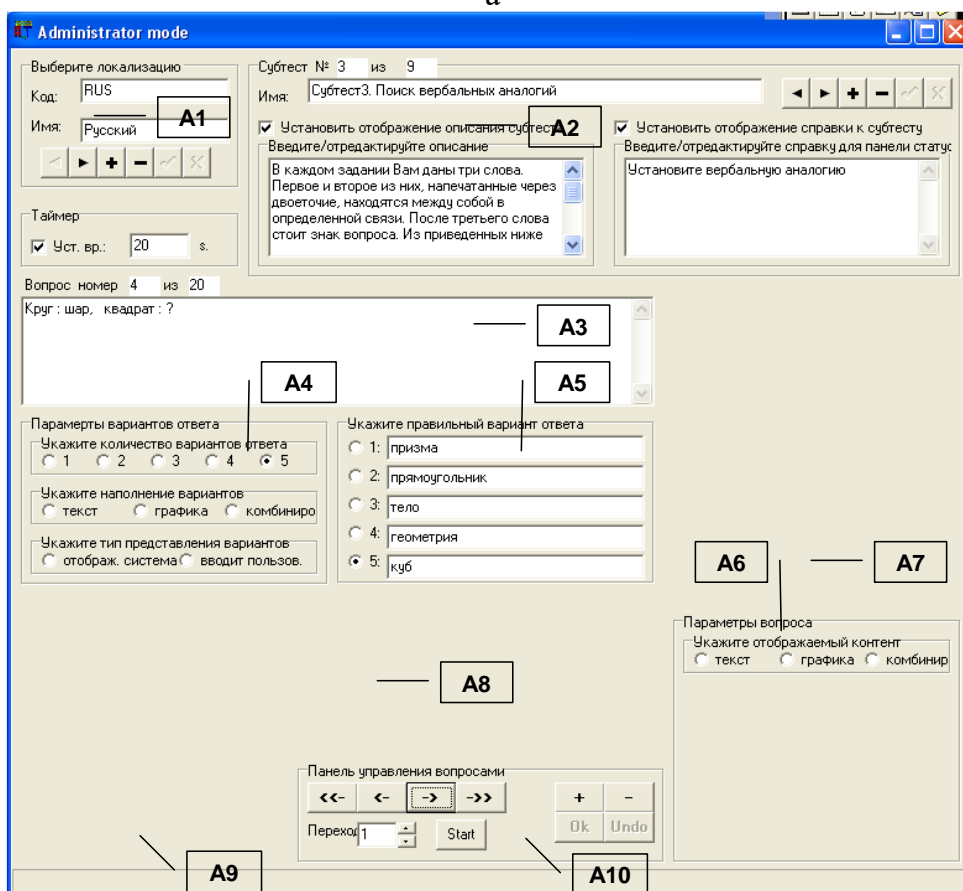 а
Administrator mode
Выберите локализацию
Код: RUS
Имя: Русский
A1
Субтест № 3 из 9
Имя: Субтест3. Поиск вербальных аналогий
Установить отображение описания субтест
A2
Введите/отредактируйте описание
В каждом задании Вам даны три слова.
Первое и второе из них, напечатанные через
двоеточие, находятся между собой в
определенной связи. После третьего слова
стоит знак вопроса. Из приведенных ниже
Установить отображение справки к субтесту
Введите/отредактируйте справку для панели статус
Установите вербальную аналогию
Таймер
Уст. вр.: 20 s.
Вопрос номер 4 из 20
Круг : шар, квадрат : ?
A3
A4
A5
Парамерты вариантов ответа
Укажите количество вариантов ответа
1 2 3 4 5
Укажите наполнение вариантов
текст графика комбиниро
Укажите тип представления вариантов
отображ. система вводит пользов.
Укажите правильный вариант ответа
1: призма
2: прямоугольник
3: тело
4: геометрия
5: куб
A6
A7
Параметры вопроса
Укажите отображаемый контент
текст графика комбинир
A8
Панель управления вопросами
<<- <- -> ->> + -
Переход 1 Start Ok Undo
A9
A10